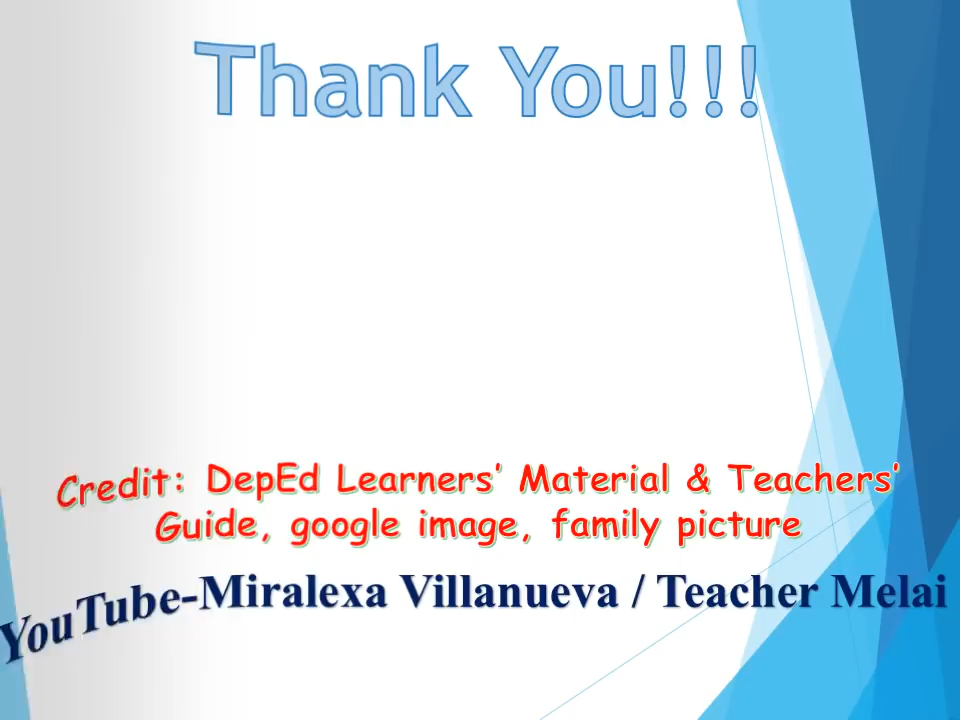 Thank You!!!
Credit: DepEd Learners’ Material & Teachers’
Guide, google image, family picture
YouTube-Miralexa Villanueva / Teacher Melai